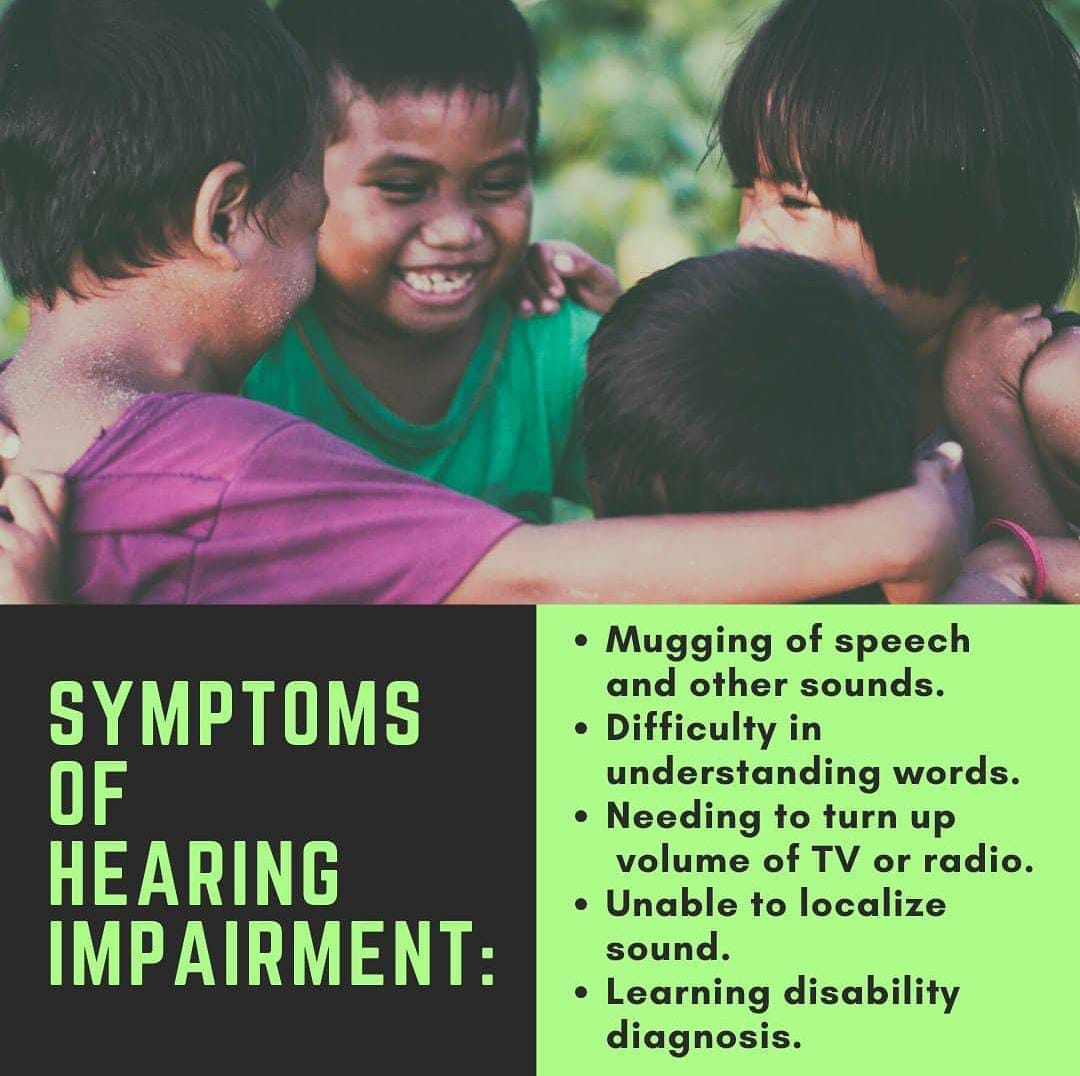 SYMPTOMS
OF
HEARING
IMPAIRMENT:
• Mugging of speech
and other sounds.
• Difficulty in
understanding words.
• Needing to turn up
volume of TV or radio.
• Unable to localize
sound.
• Learning disability
diagnosis.